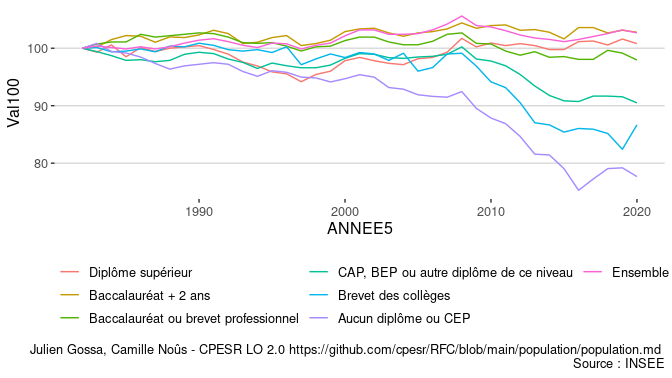 Val100
100
90
80
1990
2000
2010
2020
ANNEE5
Diplôme supérieur
Baccalauréat + 2 ans
Baccalauréat ou brevet professionnel
CAP, BEP ou autre diplôme de ce niveau
Brevet des collèges
Aucun diplôme ou CEP
Ensemble
Julien Gossa, Camille Noûs - CPESR LO 2.0 https://github.com/cpesr/RFC/blob/main/population/population.md
Source : INSEE